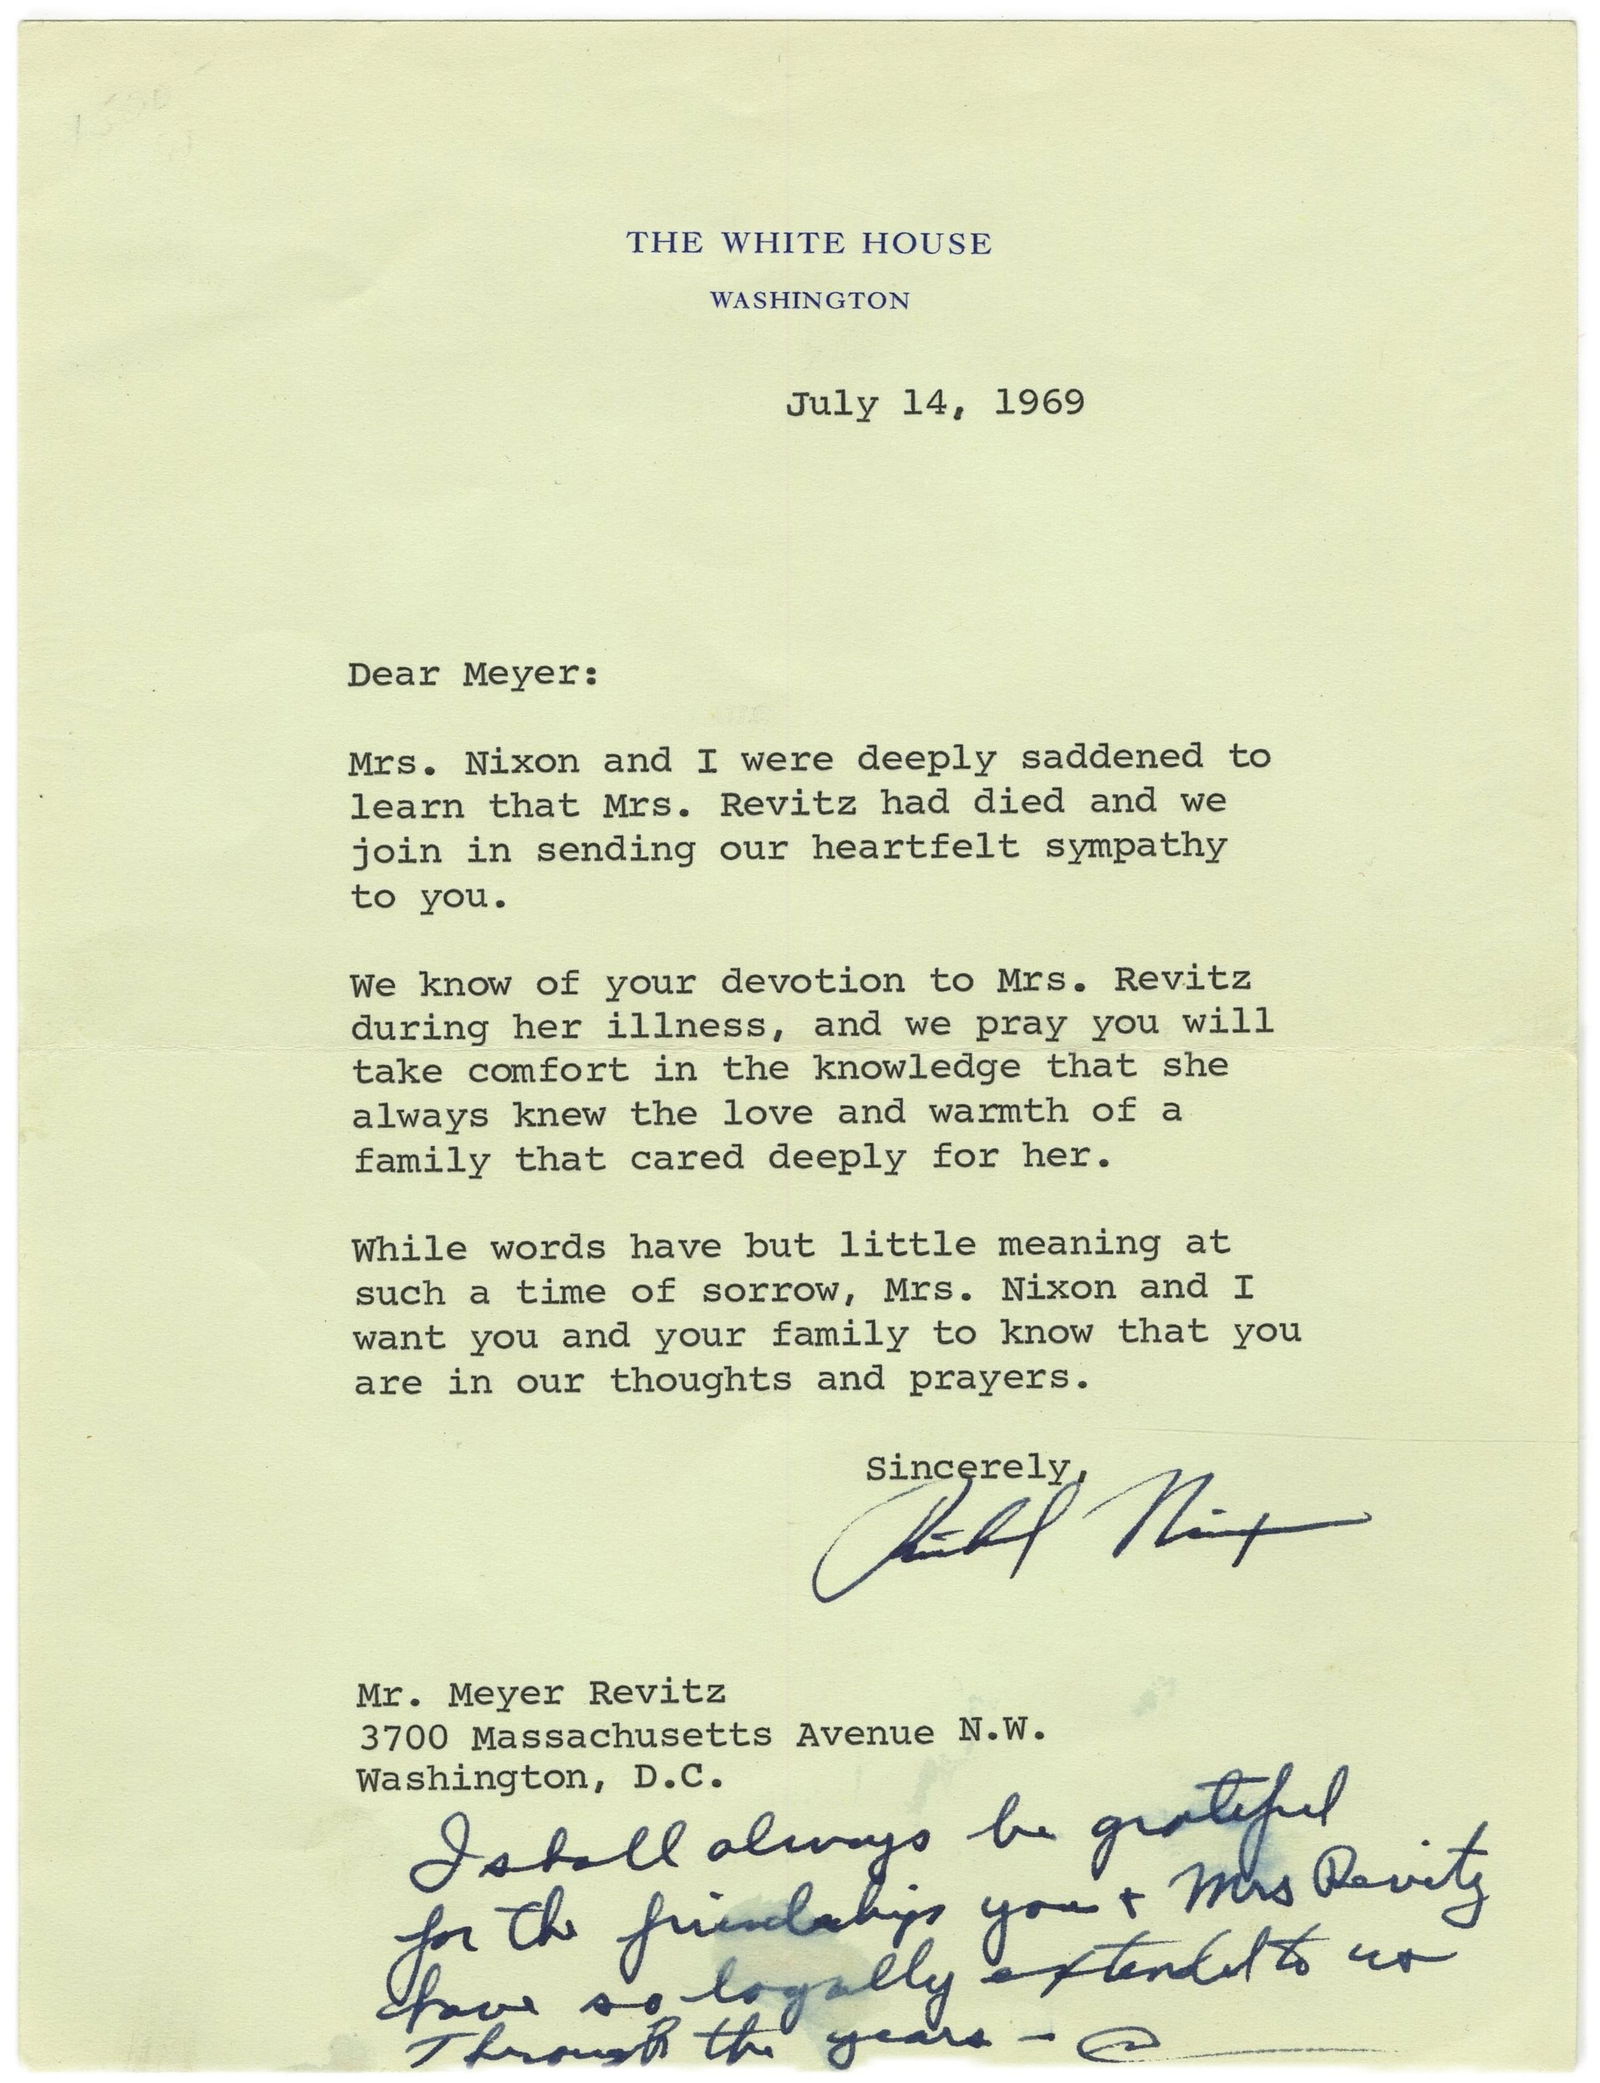 THE WHITE HOUSE
WASHINGTON
July 14, 1969
Dear Meyer:
Mrs. Nixon and I were deeply saddened to
learn that Mrs. Revitz had died and we
join in sending our heartfelt sympathy
to you.
We know of your devotion to Mrs. Revitz
during her illness, and we pray you will
take comfort in the knowledge that she
always knew the love and warmth of a
family that cared deeply for her.
While words have but little meaning at
such a time of sorrow, Mrs. Nixon and I
want you and your family to know that you
are in our thoughts and prayers.
Sincerely,
Richard Nixon
Mr. Meyer Revitz
3700 Massachusetts Avenue N.W.
Washington, D.C.
I shall always be grateful
for the friendship you + Mrs Revitz
have so loyally extended to us
Through the years -